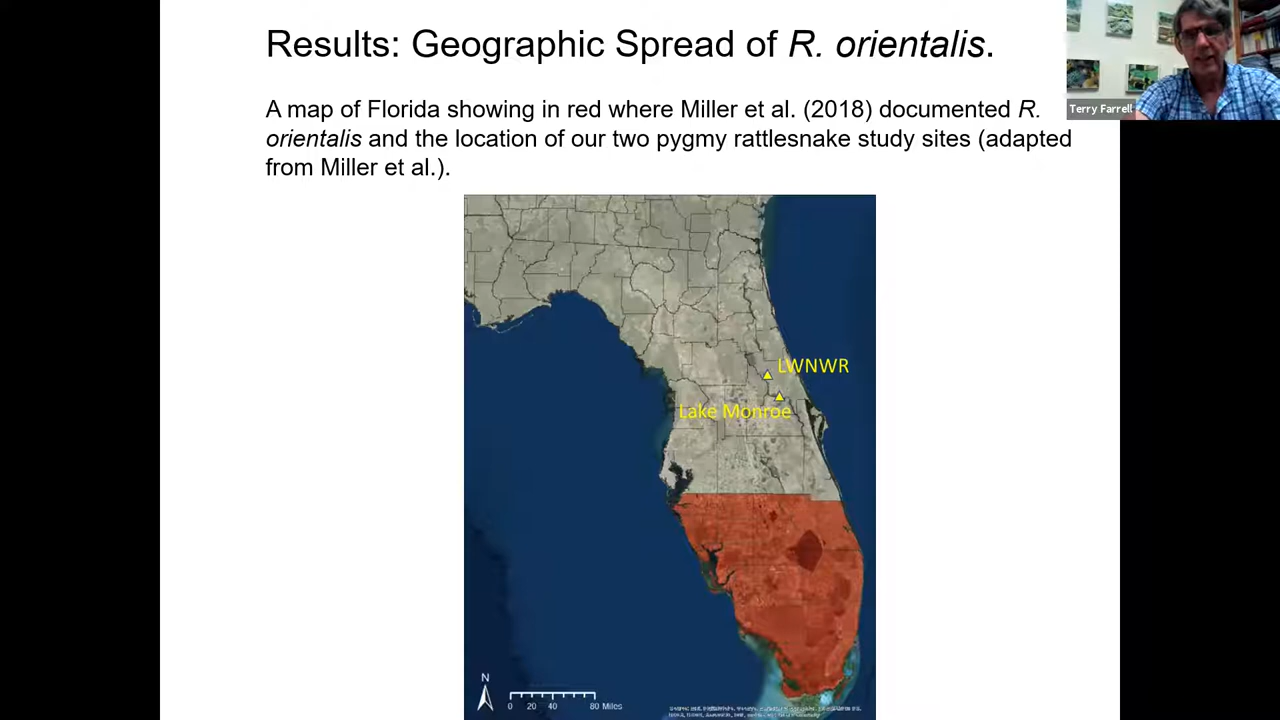 Results: Geographic Spread of R. orientalis.
A map of Florida showing in red where Miller et al. (2018) documented R.
orientalis and the location of our two pygmy rattlesnake study sites (adapted
from Miller et al.).
Terry Farrell
LWNWR
Lake Monroe
N
0 20 40 80 Miles